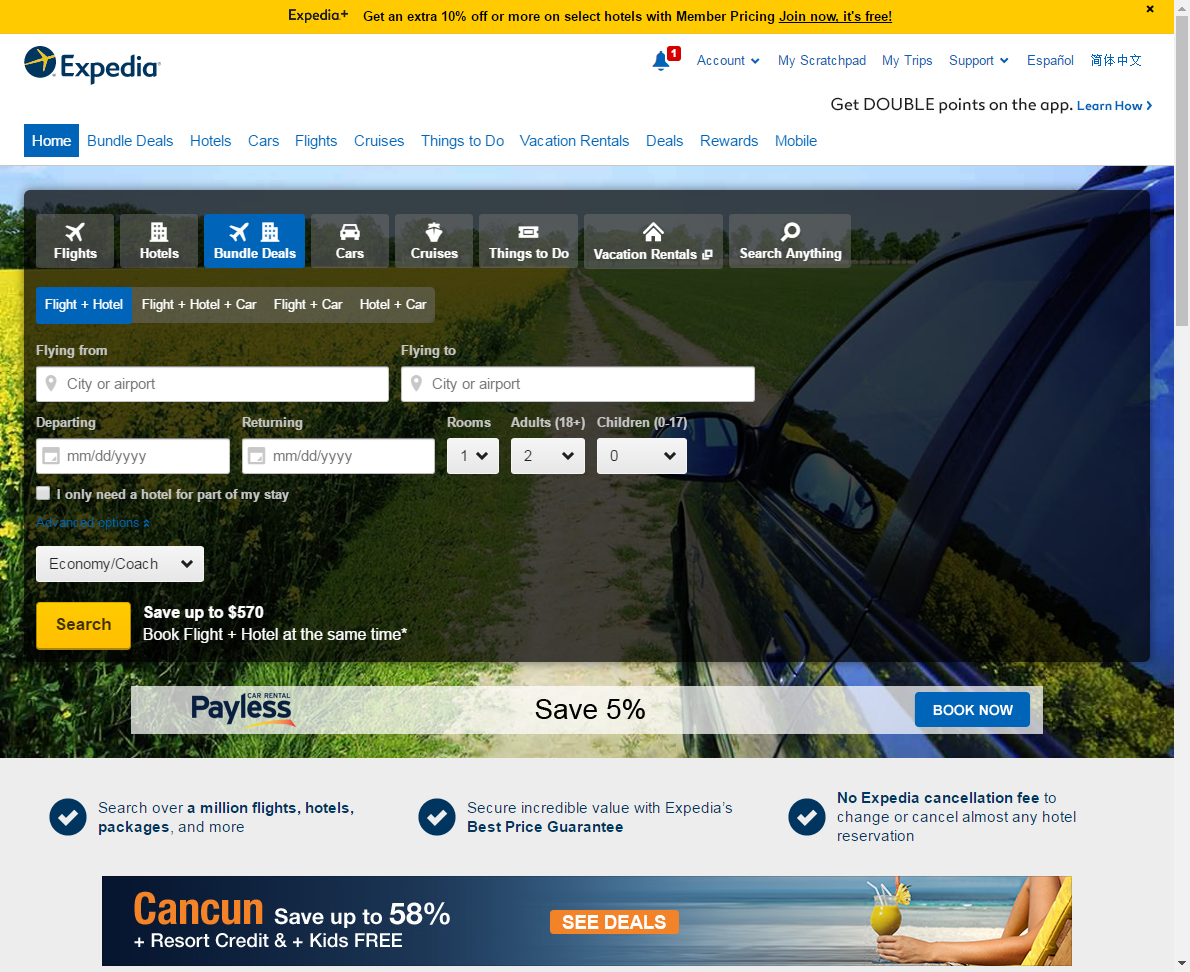 Expedia+ Get an extra 10% off or more on select hotels with Member Pricing Join now, it's free!
Expedia
1 Account My Scratchpad My Trips Support Español 简体中文
Get DOUBLE points on the app. Learn How
Home Bundle Deals Hotels Cars Flights Cruises Things to Do Vacation Rentals Deals Rewards Mobile
Flights Hotels Bundle Deals Cars Cruises Things to Do Vacation Rentals Search Anything
Flight + Hotel Flight + Hotel + Car Flight + Car Hotel + Car
Flying from Flying to
City or airport City or airport
Departing Returning Rooms Adults (18+) Children (0-17)
mm/dd/yyyy mm/dd/yyyy 1 2 0
I only need a hotel for part of my stay
Advanced options
Economy/Coach
Search
Save up to $570
Book Flight + Hotel at the same time*
CAR RENTAL
Payless Save 5% BOOK NOW
Search over a million flights, hotels,
packages, and more
Secure incredible value with Expedia’s
Best Price Guarantee
No Expedia cancellation fee to
change or cancel almost any hotel
reservation
Cancun Save up to 58%
+ Resort Credit & + Kids FREE
SEE DEALS